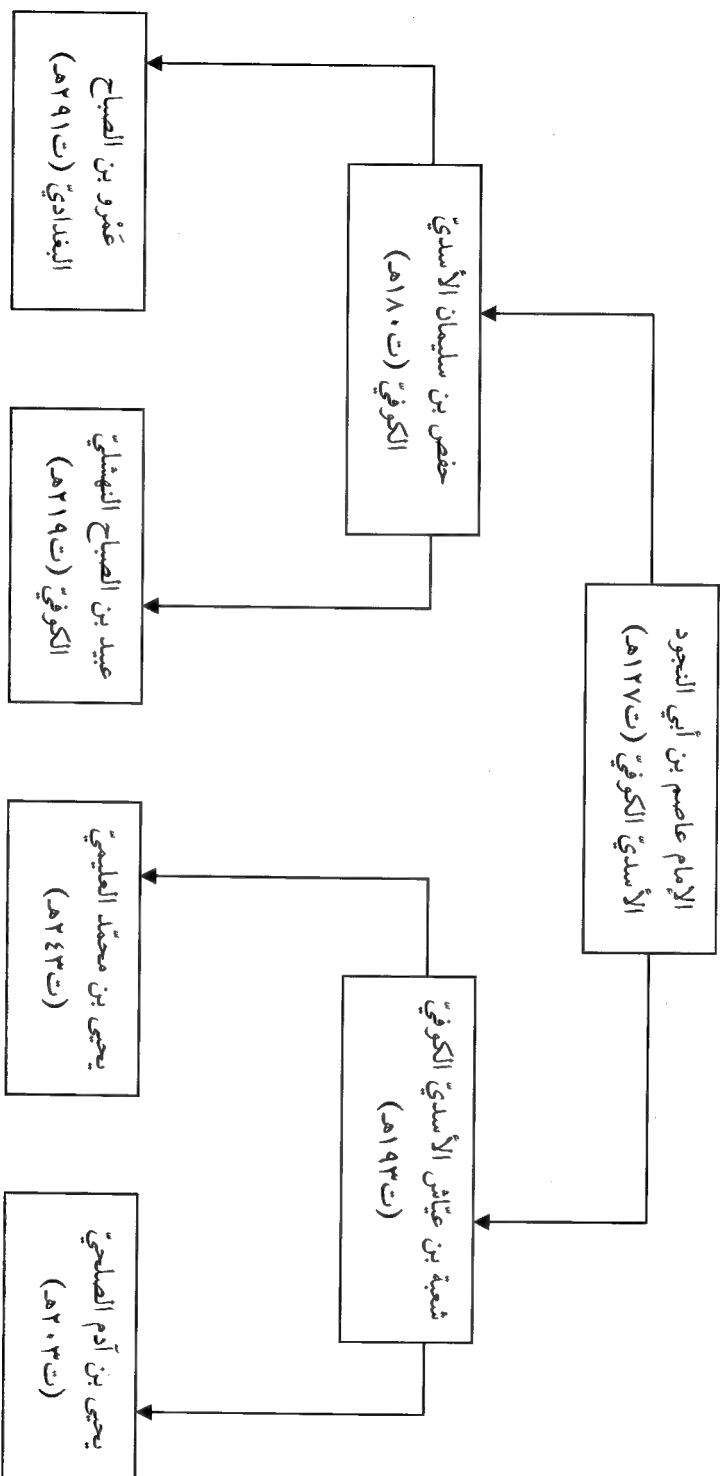 الإمام عاصم بن أبي النجود
الأسديّ الكوفيّ (ت١٢٧هـ)
شعبة بن عيّاش الأسديّ الكوفيّ
(ت١٩٣هـ)
حفص بن سليمان الأسديّ
الكوفيّ (ت١٨٠هـ)
يحيى بن آدم الصلحيّ
(ت٢٠٣هـ)
يحيى بن محمّد العليميّ
(ت٢٤٣هـ)
عبيد بن الصباح النهشليّ
الكوفيّ (ت٢١٩هـ)
عَمْرو بن الصباح
البغداديّ (ت٢٩١هـ)